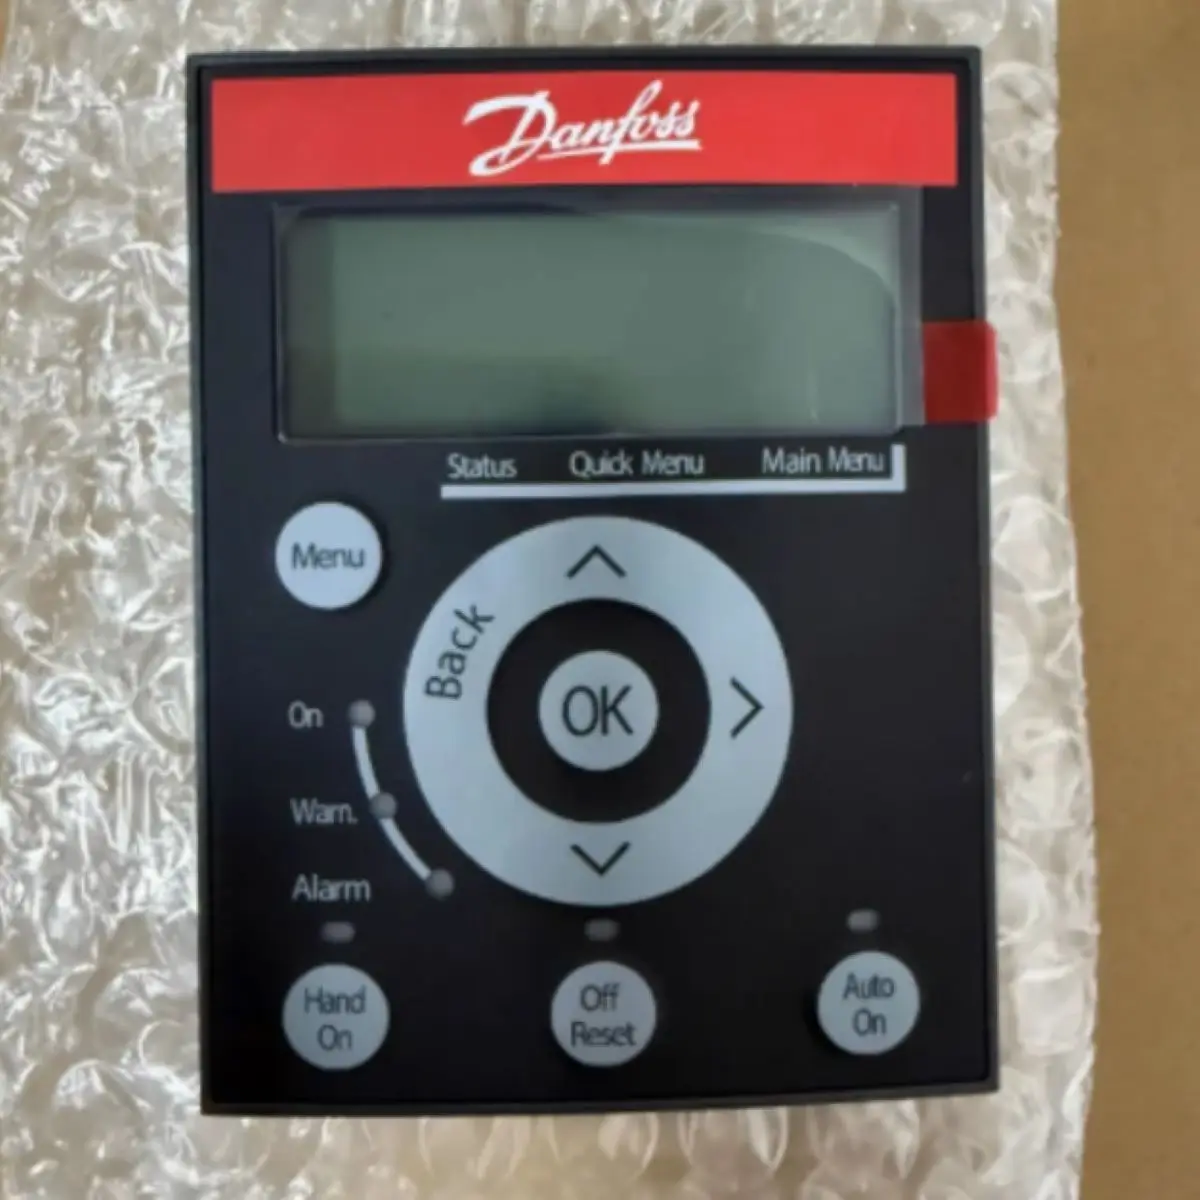 Danfoss
Status Quick Menu Main Menu
Menu
Back
OK
On
Warn.
Alarm
Hand
On
Off
Reset
Auto
On